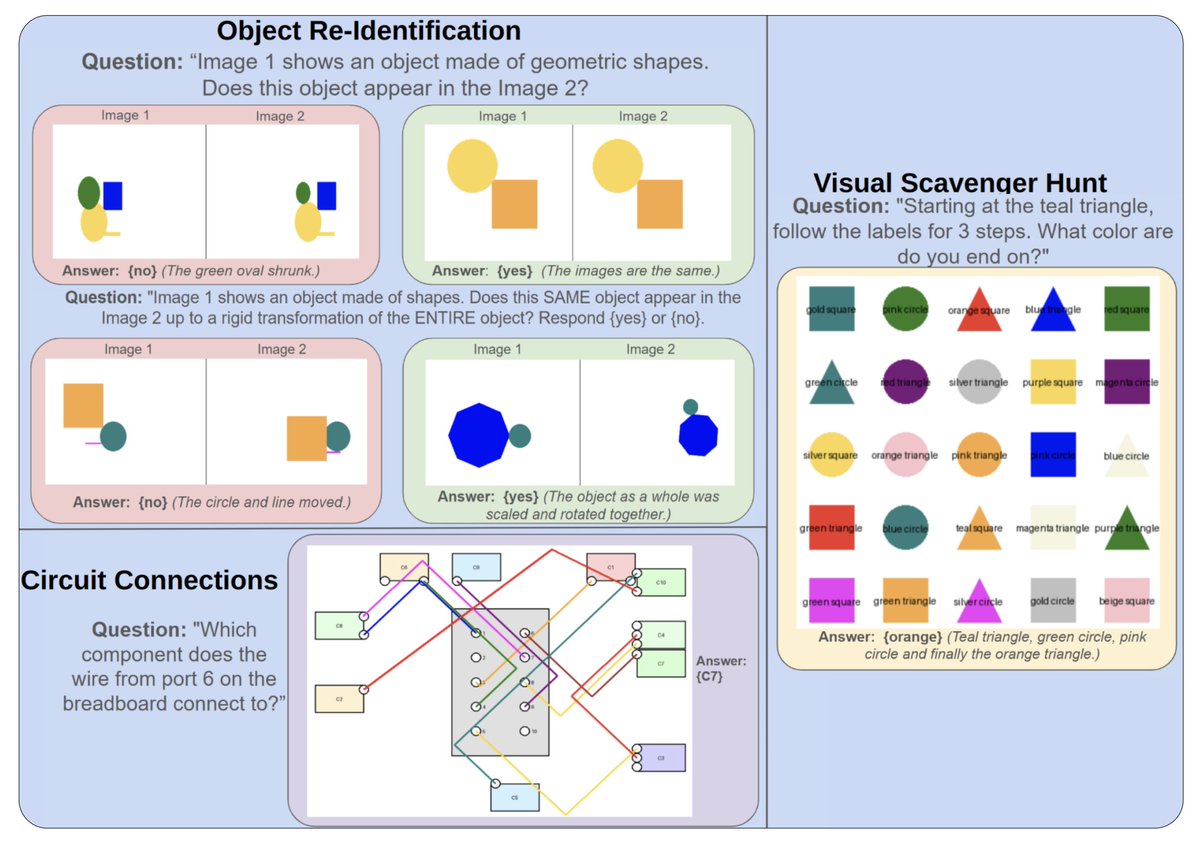 Object Re-Identification
Question: “Image 1 shows an object made of geometric shapes.
Does this object appear in the Image 2?
Image 1
Image 2
Answer: {no} (The green oval shrunk.)
Image 1
Image 2
Answer: {yes} (The images are the same.)
Question: "Image 1 shows an object made of shapes. Does this SAME object appear in the
Image 2 up to a rigid transformation of the ENTIRE object? Respond {yes} or {no}.
Image 1
Image 2
Answer: {no} (The circle and line moved.)
Image 1
Image 2
Answer: {yes} (The object as a whole was
scaled and rotated together.)
Circuit Connections
Question: "Which
component does the
wire from port 6 on the
breadboard connect to?”
C9
C1
C10
C4
C7
C2
C3
C5
1
2
4
10
Answer:
{C7}
Visual Scavenger Hunt
Question: "Starting at the teal triangle,
follow the labels for 3 steps. What color are
do you end on?"
gold square
pink circle
orange square
blue triangle
red square
green circle
red triangle
silver triangle
purple square
magenta circle
silver square
orange triangle
pink triangle
pink circle
blue circle
green triangle
blue circle
teal square
magenta triangle
purple triangle
green square
green triangle
silver circle
gold circle
beige square
Answer: {orange} (Teal triangle, green circle, pink
circle and finally the orange triangle.)